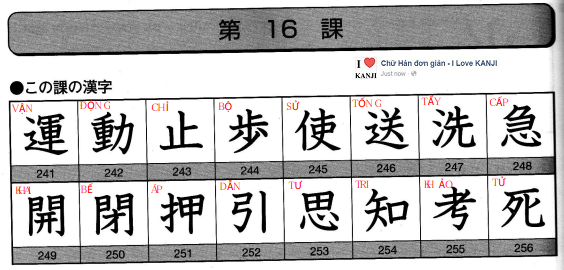 第 16 課
I ❤ KANJI
Chữ Hán đơn giản - I Love KANJI
Just now
●この課の漢字
VẬN ĐỘNG CHỈ BỘ SỬ TỐNG TẨY CẤP
運 動 止 歩 使 送 洗 急
241 242 243 244 245 246 247 248
KHAI BẾ ÁP DẪN TƯ TRI KHẢO TỬ
開 閉 押 引 思 知 考 死
249 250 251 252 253 254 255 256